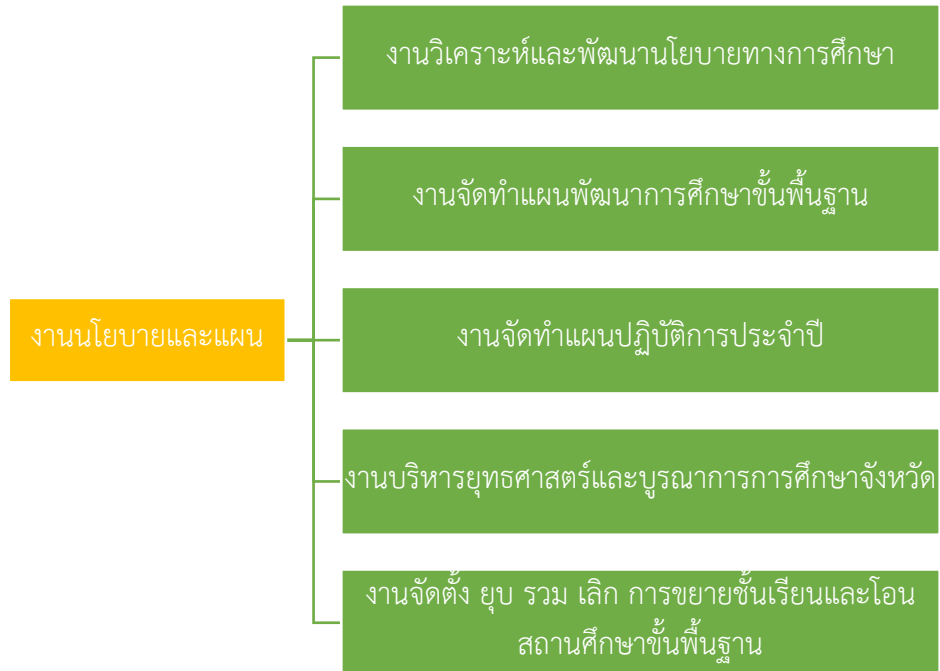 งานวิเคราะห์และพัฒนานโยบายทางการศึกษา
งานจัดทำแผนพัฒนาการศึกษาขั้นพื้นฐาน
งานนโยบายและแผน
งานจัดทำแผนปฏิบัติการประจำปี
งานบริหารยุทธศาสตร์และบูรณาการการศึกษาจังหวัด
งานจัดตั้ง ยุบ รวม เลิก การขยายชั้นเรียนและโอน
สถานศึกษาขั้นพื้นฐาน